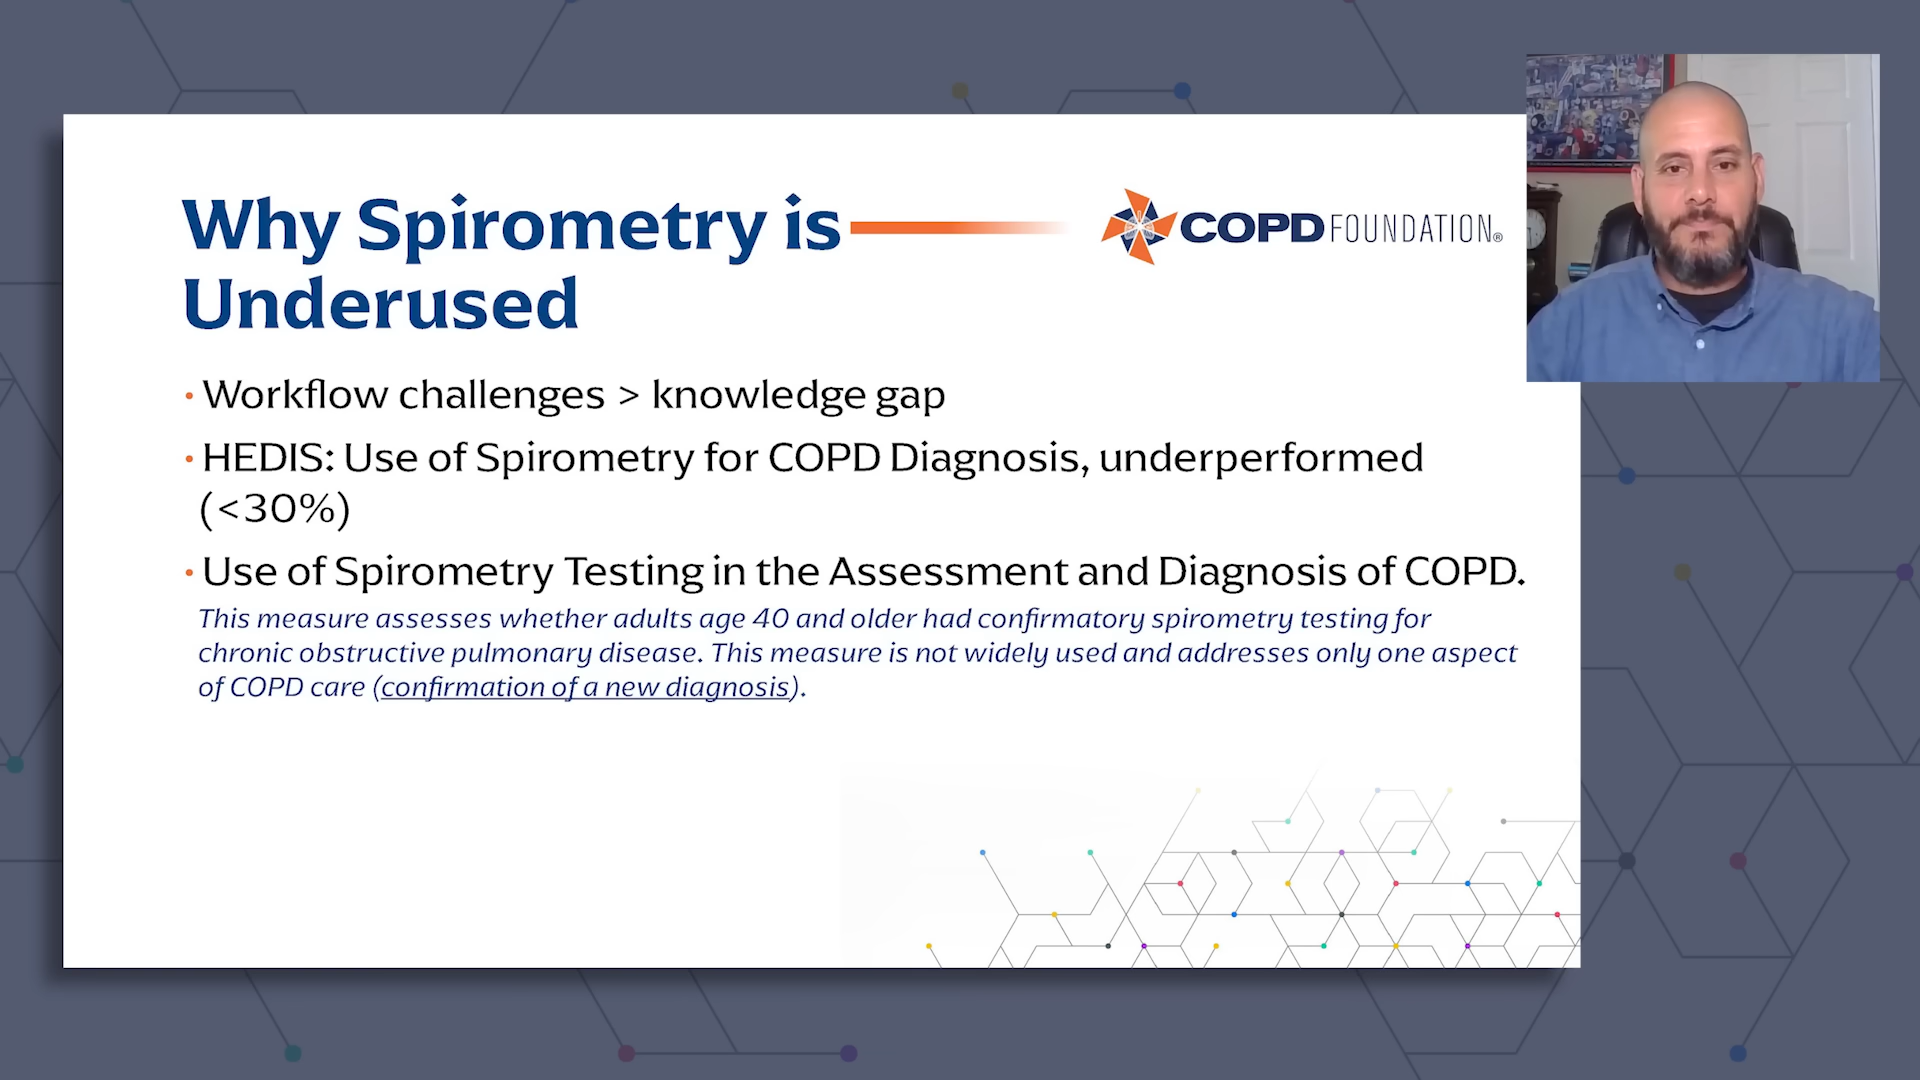 Why Spirometry is
Underused
COPD FOUNDATION®
• Workflow challenges > knowledge gap
• HEDIS: Use of Spirometry for COPD Diagnosis, underperformed
(<30%)
• Use of Spirometry Testing in the Assessment and Diagnosis of COPD.
This measure assesses whether adults age 40 and older had confirmatory spirometry testing for
chronic obstructive pulmonary disease. This measure is not widely used and addresses only one aspect
of COPD care (confirmation of a new diagnosis).